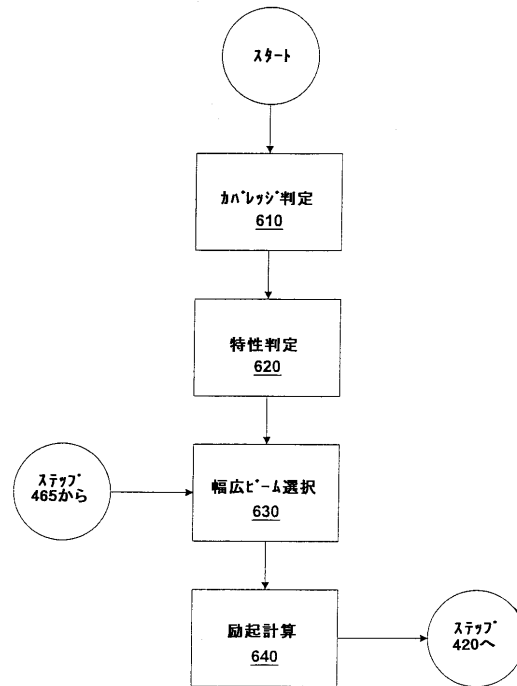 スタート
ｶﾊﾞﾚｯｼﾞ判定
610
特性判定
620
ｽﾃｯﾌﾟ
465から
幅広ﾋﾞｰﾑ選択
630
励起計算
640
ｽﾃｯﾌﾟ
420へ